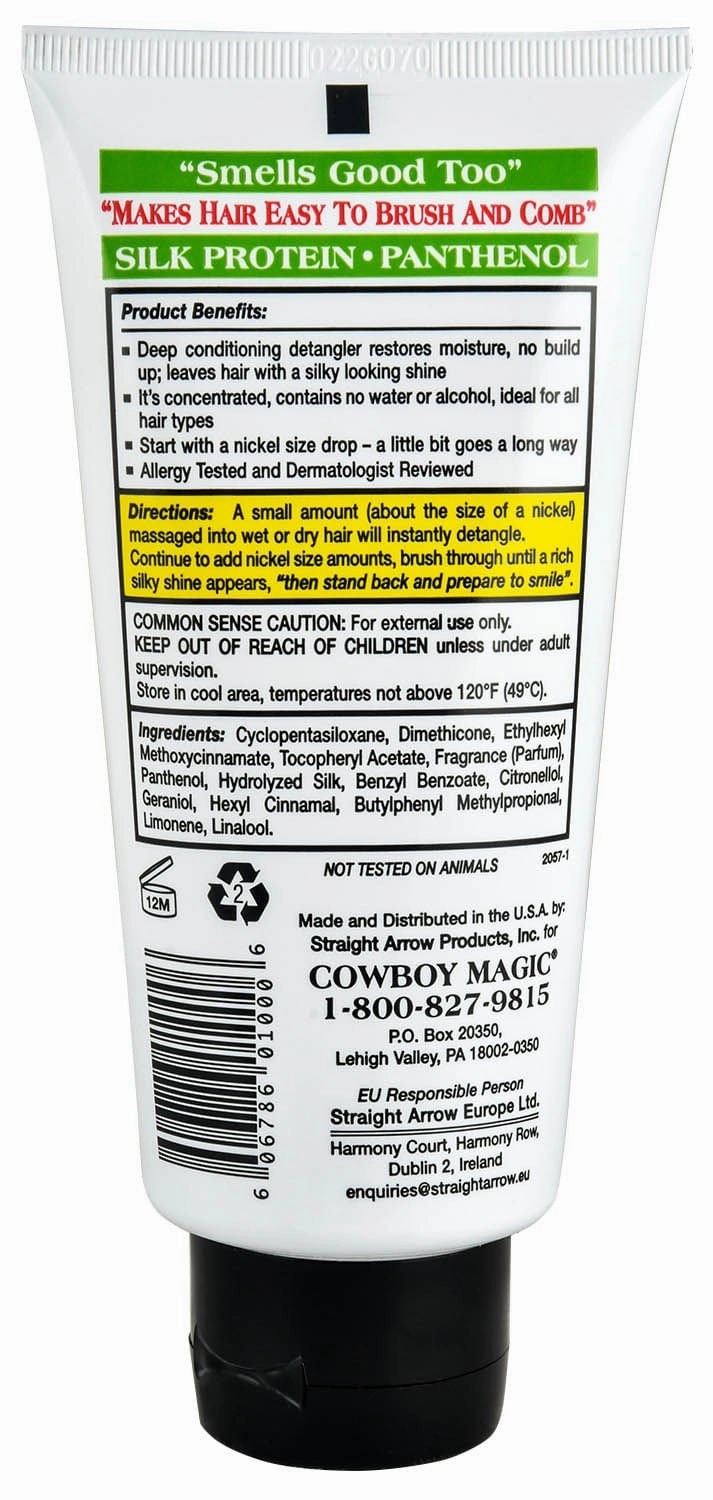 0226070
“Smells Good Too”
“MAKES HAIR EASY TO BRUSH AND COMB”
SILK PROTEIN • PANTHENOL
Product Benefits:
▪ Deep conditioning detangler restores moisture, no build
up; leaves hair with a silky looking shine
▪ It's concentrated, contains no water or alcohol, ideal for all
hair types
▪ Start with a nickel size drop – a little bit goes a long way
▪ Allergy Tested and Dermatologist Reviewed
Directions: A small amount (about the size of a nickel)
massaged into wet or dry hair will instantly detangle.
Continue to add nickel size amounts, brush through until a rich
silky shine appears, "then stand back and prepare to smile".
COMMON SENSE CAUTION: For external use only.
KEEP OUT OF REACH OF CHILDREN unless under adult
supervision.
Store in cool area, temperatures not above 120°F (49°C).
Ingredients: Cyclopentasiloxane, Dimethicone, Ethylhexyl
Methoxycinnamate, Tocopheryl Acetate, Fragrance (Parfum),
Panthenol, Hydrolyzed Silk, Benzyl Benzoate, Citronellol,
Geraniol, Hexyl Cinnamal, Butylphenyl Methylpropional,
Limonene, Linalool.
NOT TESTED ON ANIMALS
2057-1
12M
2
Made and Distributed in the U.S.A. by:
Straight Arrow Products, Inc. for
COWBOY MAGIC®
1-800-827-9815
P.O. Box 20350,
Lehigh Valley, PA 18002-0350
EU Responsible Person
Straight Arrow Europe Ltd.
Harmony Court, Harmony Row,
Dublin 2, Ireland
enquiries@straightarrow.eu
6 06786 01000 6